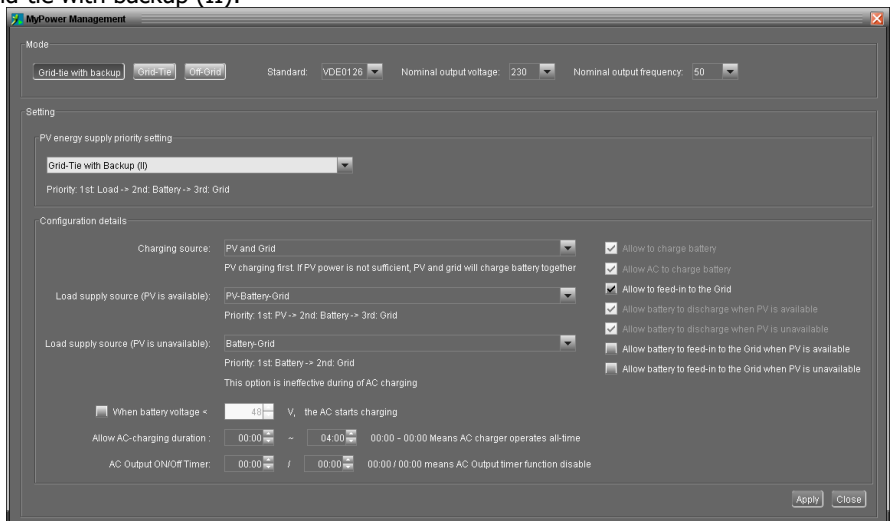 d-tie with backup (II).
MyPower Management
Mode
Grid-tie with backup Grid-Tie Off-Grid Standard: VDE0126 Nominal output voltage: 230 Nominal output frequency: 50
Setting
PV energy supply priority setting
Grid-Tie with Backup (II)
Priority: 1st: Load -> 2nd: Battery -> 3rd: Grid
Configuration details
Charging source: PV and Grid
PV charging first. If PV power is not sufficient, PV and grid will charge battery together
Load supply source (PV is available): PV-Battery-Grid
Priority: 1st: PV -> 2nd: Battery -> 3rd: Grid
Load supply source (PV is unavailable): Battery-Grid
Priority: 1st: Battery -> 2nd: Grid
This option is ineffective during of AC charging
When battery voltage < 48 V, the AC starts charging
Allow AC-charging duration : 00:00 ~ 04:00 00:00 - 00:00 Means AC charger operates all-time
AC Output ON/Off Timer: 00:00 / 00:00 00:00 / 00:00 means AC Output timer function disable
Allow to charge battery
Allow AC to charge battery
Allow to feed-in to the Grid
Allow battery to discharge when PV is available
Allow battery to discharge when PV is unavailable
Allow battery to feed-in to the Grid when PV is available
Allow battery to feed-in to the Grid when PV is unavailable
Apply Close